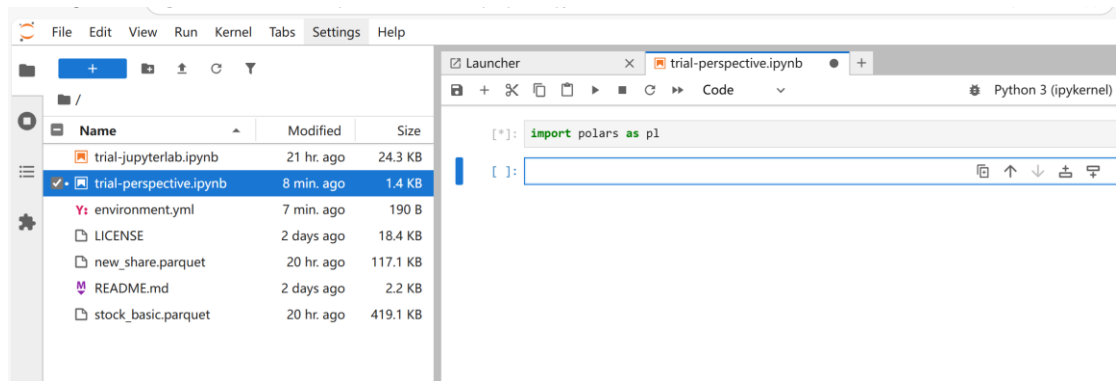 File Edit View Run Kernel Tabs Settings Help
+
/
Name Modified Size
trial-jupyterlab.ipynb 21 hr. ago 24.3 KB
trial-perspective.ipynb 8 min. ago 1.4 KB
Y: environment.yml 7 min. ago 190 B
LICENSE 2 days ago 18.4 KB
new_share.parquet 20 hr. ago 117.1 KB
M README.md 2 days ago 2.2 KB
stock_basic.parquet 20 hr. ago 419.1 KB
Launcher trial-perspective.ipynb +
Code Python 3 (ipykernel)
[*]: import polars as pl
[ ]: